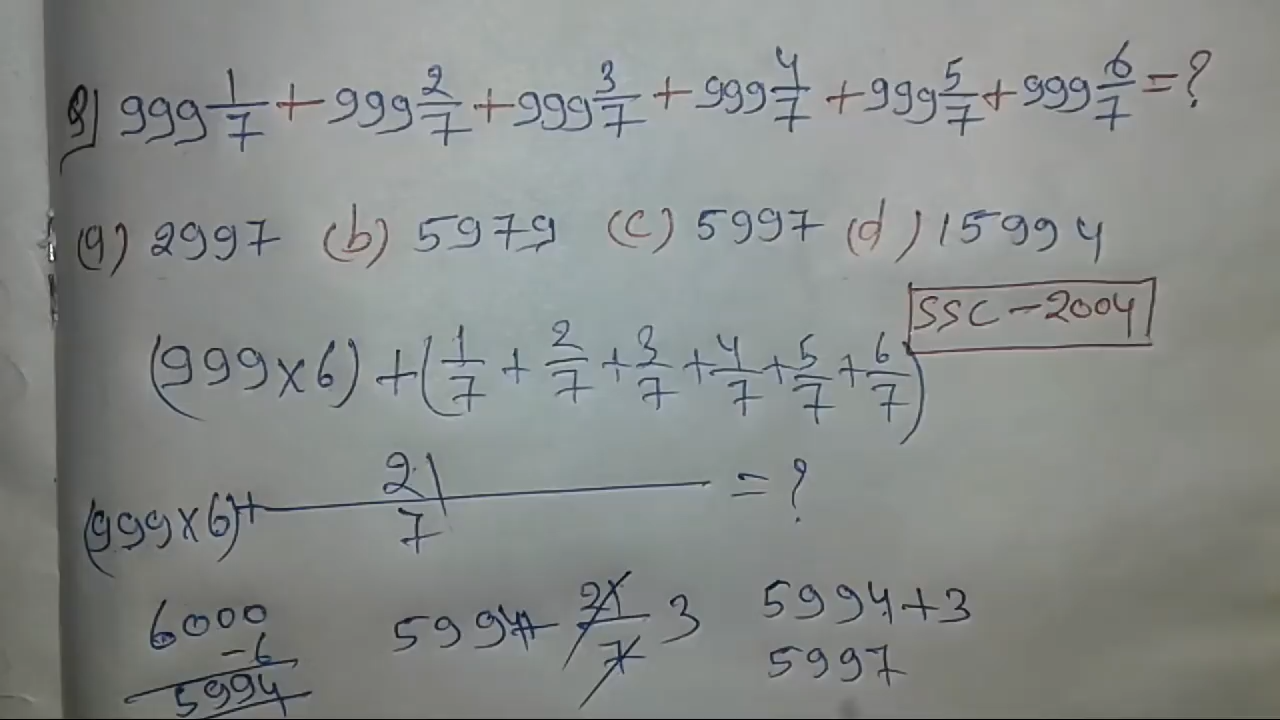 Q] 999 1/7 + 999 2/7 + 999 3/7 + 999 4/7 + 999 5/7 + 999 6/7 = ?
(a) 2997 (b) 5979 (c) 5997 (d) 15994
SSC-2004
(999×6) + (1/7 + 2/7 + 3/7 + 4/7 + 5/7 + 6/7)
(999×6) + 21/7 = ?
6000
-6
5994
5994 + 21/7 3
5994+3
5997